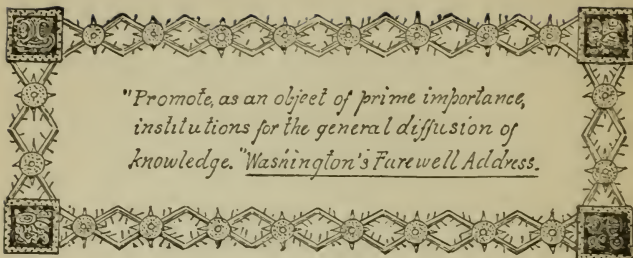 "Promote, as an object of prime importance,
institutions for the general diffusion of
knowledge." Washington's Farewell Address.